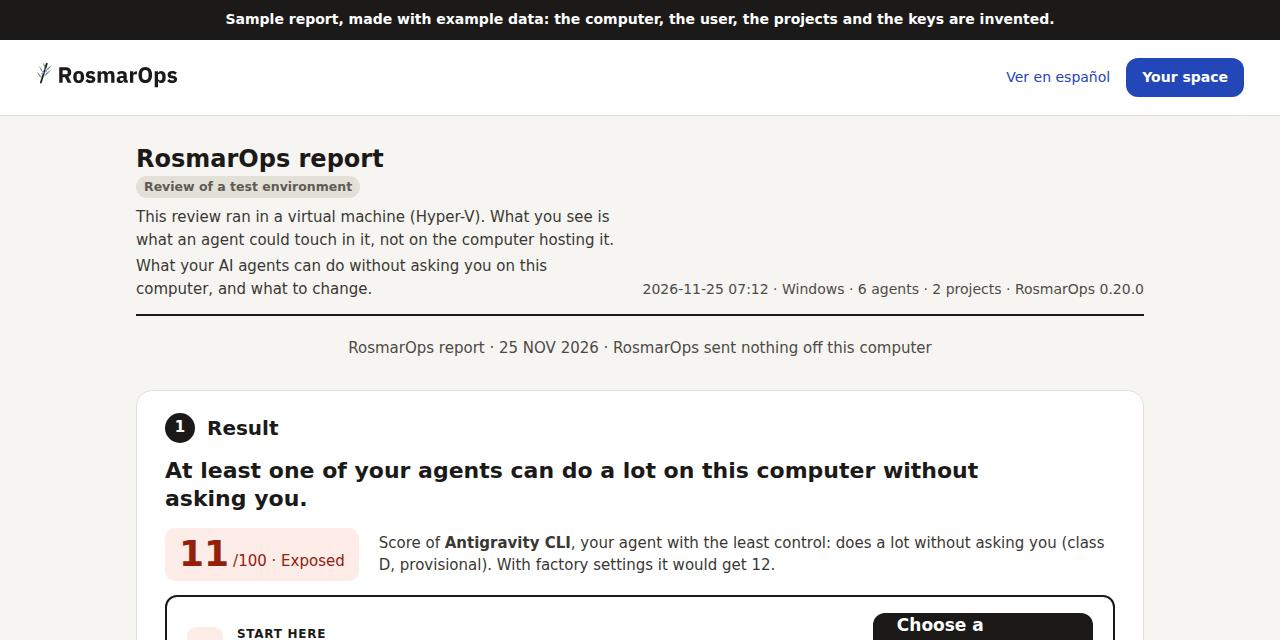 Sample report, made with example data: the computer, the user, the projects and the keys are invented.
RosmarOps
Ver en español
Your space
RosmarOps report
Review of a test environment
This review ran in a virtual machine (Hyper-V). What you see is
what an agent could touch in it, not on the computer hosting it.
What your AI agents can do without asking you on this
computer, and what to change.
2026-11-25 07:12 · Windows · 6 agents · 2 projects · RosmarOps 0.20.0
RosmarOps report · 25 NOV 2026 · RosmarOps sent nothing off this computer
1 Result
At least one of your agents can do a lot on this computer without
asking you.
11 /100 · Exposed
Score of Antigravity CLI, your agent with the least control: does a lot without asking you (class
D, provisional). With factory settings it would get 12.
START HERE
Choose a